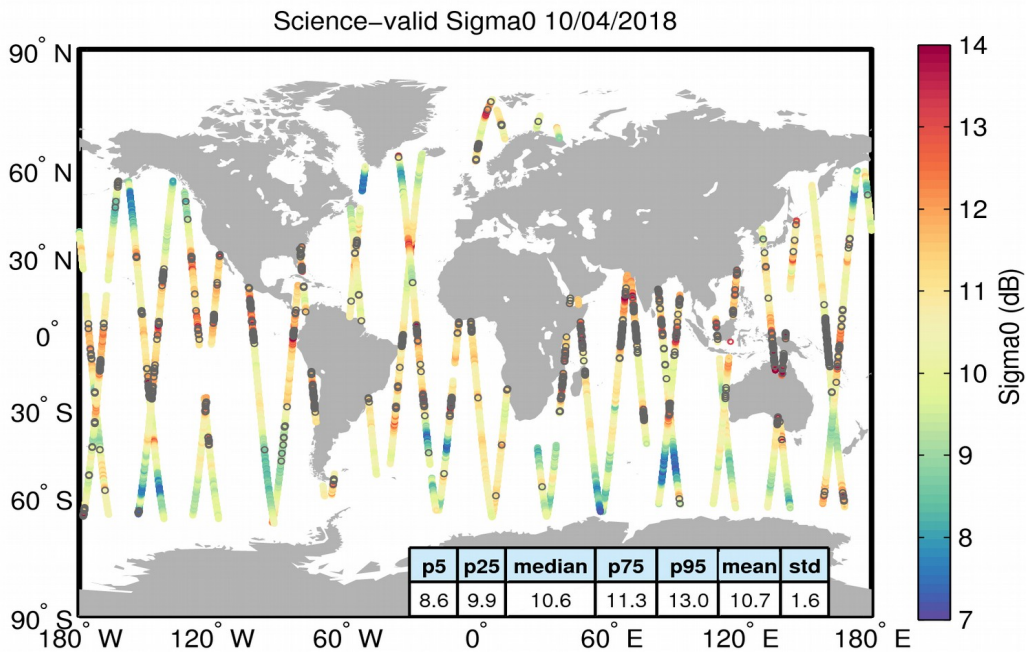 Science−valid Sigma0 10/04/2018
90° N
60° N
30° N
0°
30° S
60° S
90° S
180° W
120° W
60° W
0°
60° E
120° E
180° E
p5 p25 median p75 p95 mean std
8.6 9.9 10.6 11.3 13.0 10.7 1.6
14
13
12
11
10
9
8
7
Sigma0 (dB)